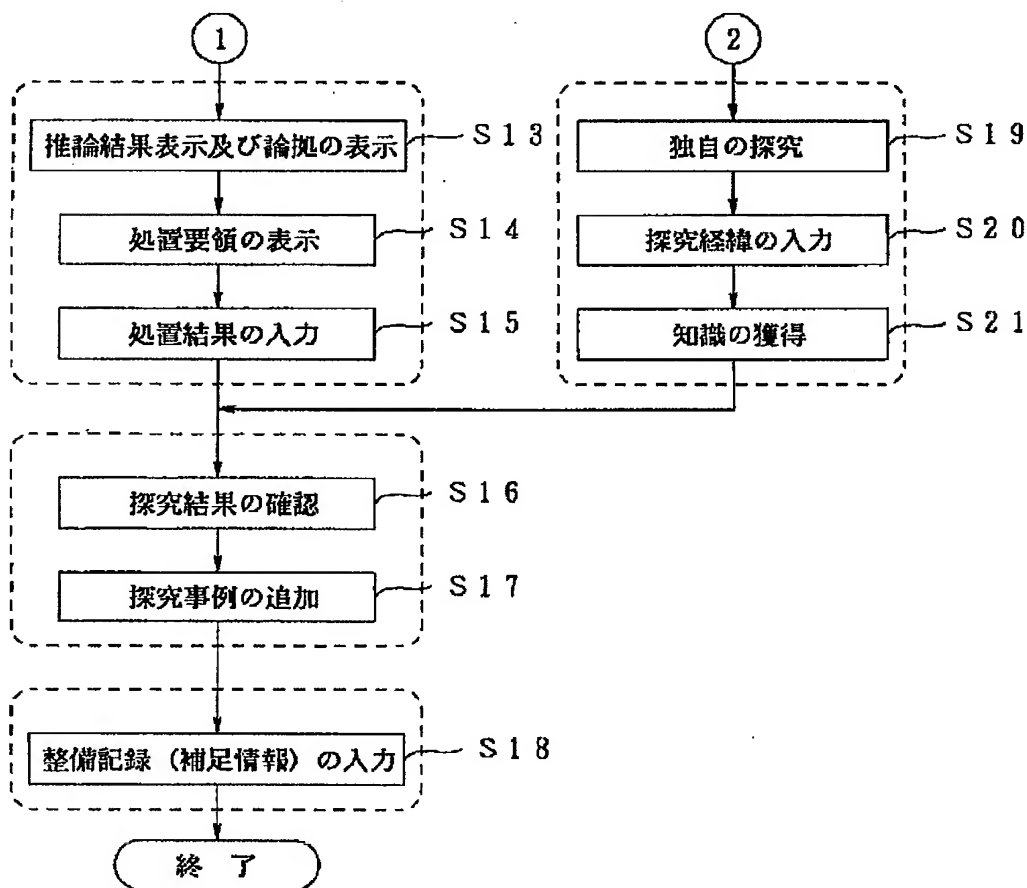 1
推論結果表示及び論拠の表示
S13
処置要領の表示
S14
処置結果の入力
S15
2
独自の探究
S19
探究経緯の入力
S20
知識の獲得
S21
探究結果の確認
S16
探究事例の追加
S17
整備記録（補足情報）の入力
S18
終了